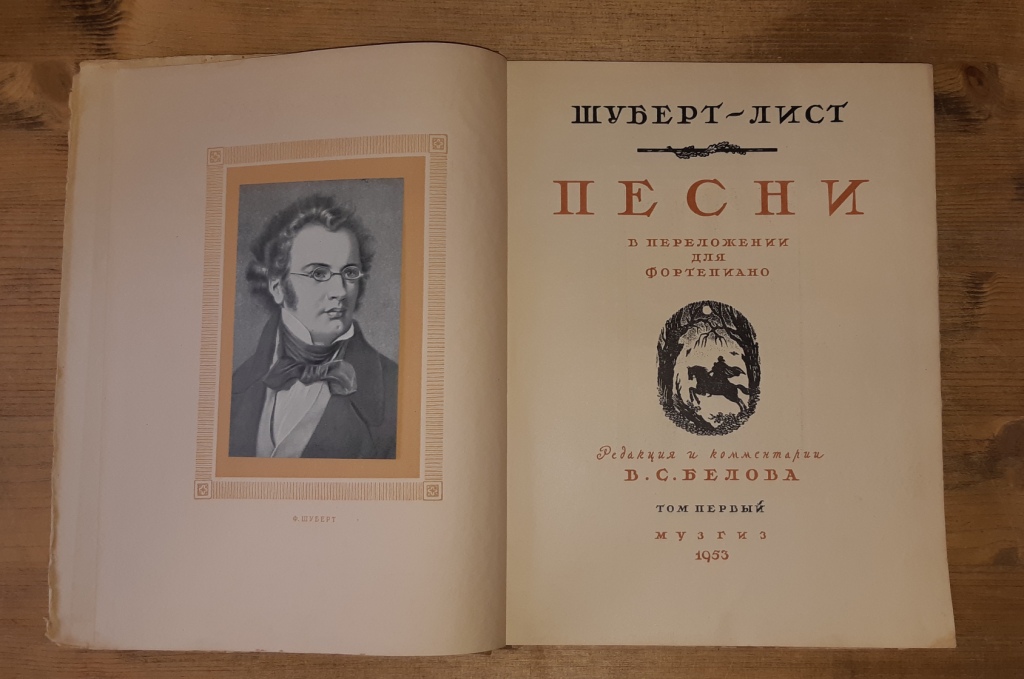 Ф. ШУБЕРТ
ШУБЕРТ-ЛИСТ
ПЕСНИ
В ПЕРЕЛОЖЕНИИ
ДЛЯ
ФОРТЕПИАНО
Редакция и комментарии
В. С. БЕЛОВА
ТОМ ПЕРВЫЙ
МУЗГИЗ
1953